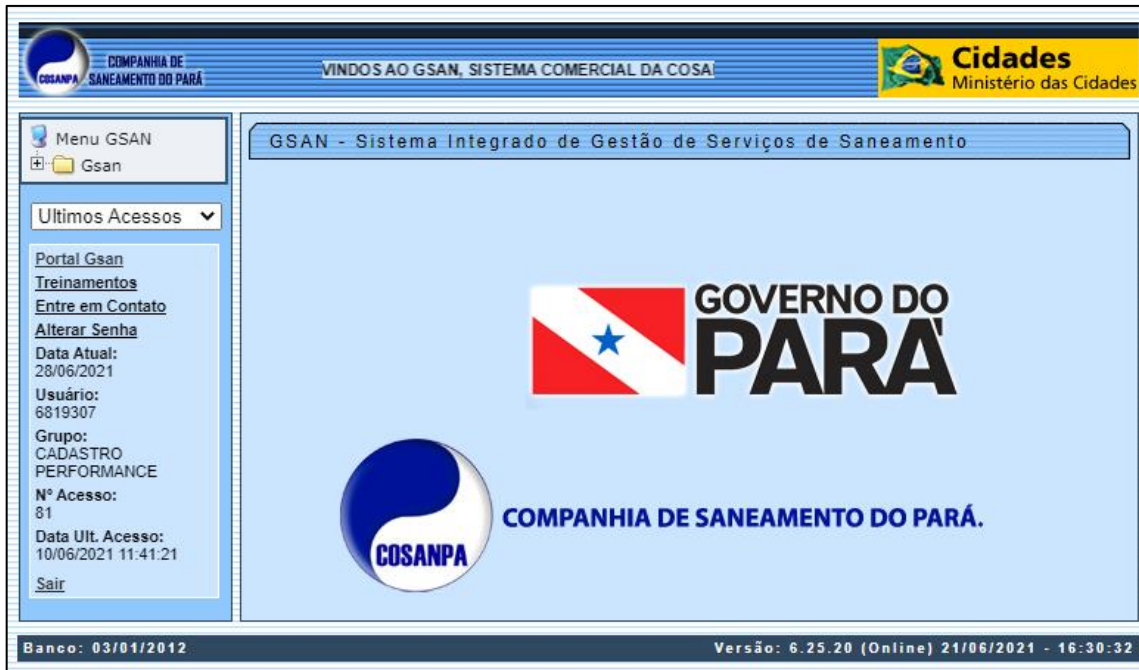 COMPANHIA DE
SANEAMENTO DO PARÁ
COSANPA
VINDOS AO GSAN, SISTEMA COMERCIAL DA COSA
Cidades
Ministério das Cidades
Menu GSAN
Gsan
Ultimos Acessos
Portal Gsan
Treinamentos
Entre em Contato
Alterar Senha
Data Atual:
28/06/2021
Usuário:
6819307
Grupo:
CADASTRO
PERFORMANCE
Nº Acesso:
81
Data Ult. Acesso:
10/06/2021 11:41:21
Sair
GSAN - Sistema Integrado de Gestão de Serviços de Saneamento
GOVERNO DO
PARÁ
COMPANHIA DE SANEAMENTO DO PARÁ.
COSANPA
Banco: 03/01/2012
Versão: 6.25.20 (Online) 21/06/2021 - 16:30:32